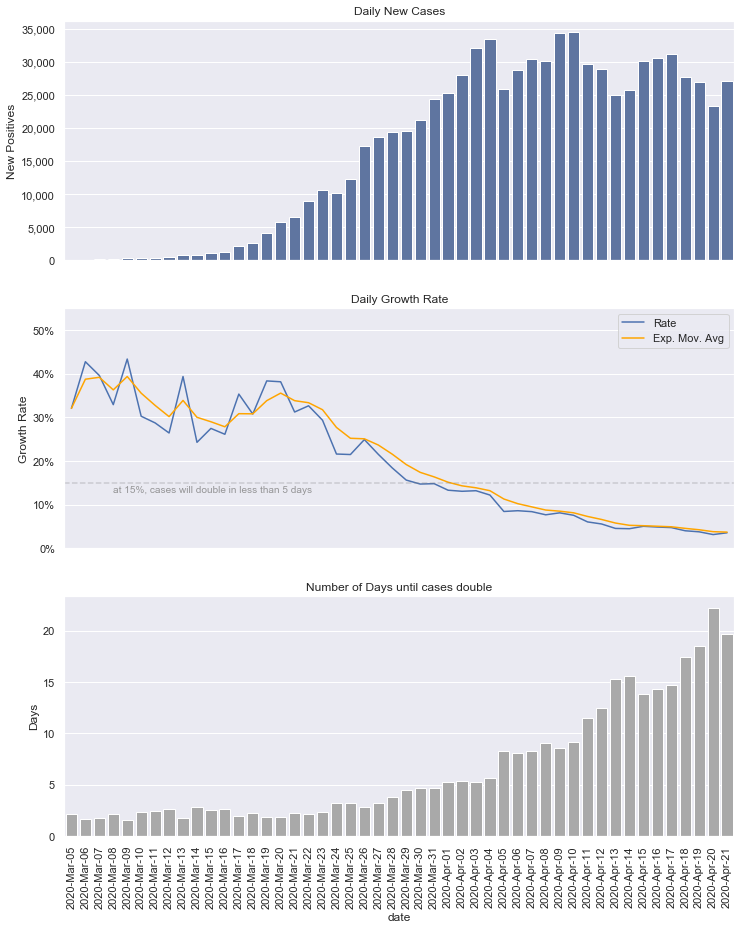 Daily New Cases
35,000
30,000
25,000
20,000
15,000
10,000
5,000
0
New Positives
Daily Growth Rate
50%
40%
30%
20%
10%
0%
Growth Rate
Rate
Exp. Mov. Avg
at 15%, cases will double in less than 5 days
Number of Days until cases double
20
15
10
5
0
Days
2020-Mar-05
2020-Mar-06
2020-Mar-07
2020-Mar-08
2020-Mar-09
2020-Mar-10
2020-Mar-11
2020-Mar-12
2020-Mar-13
2020-Mar-14
2020-Mar-15
2020-Mar-16
2020-Mar-17
2020-Mar-18
2020-Mar-19
2020-Mar-20
2020-Mar-21
2020-Mar-22
2020-Mar-23
2020-Mar-24
2020-Mar-25
2020-Mar-26
2020-Mar-27
2020-Mar-28
2020-Mar-29
2020-Mar-30
2020-Mar-31
2020-Apr-01
2020-Apr-02
2020-Apr-03
2020-Apr-04
2020-Apr-05
2020-Apr-06
2020-Apr-07
2020-Apr-08
2020-Apr-09
2020-Apr-10
2020-Apr-11
2020-Apr-12
2020-Apr-13
2020-Apr-14
2020-Apr-15
2020-Apr-16
2020-Apr-17
2020-Apr-18
2020-Apr-19
2020-Apr-20
2020-Apr-21
date